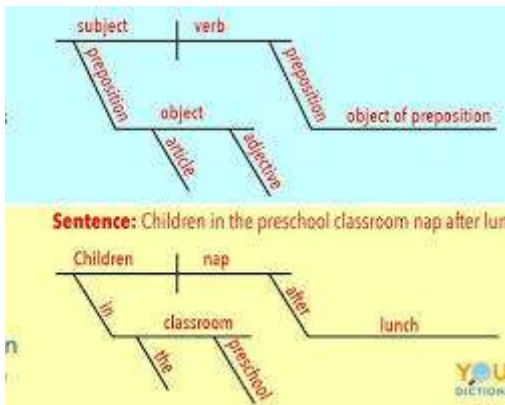 subject verb
preposition preposition
object object of preposition
article adjective
Sentence: Children in the preschool classroom nap after lun
Children nap
in after
classroom lunch
the preschool
n
YOU
DICTION